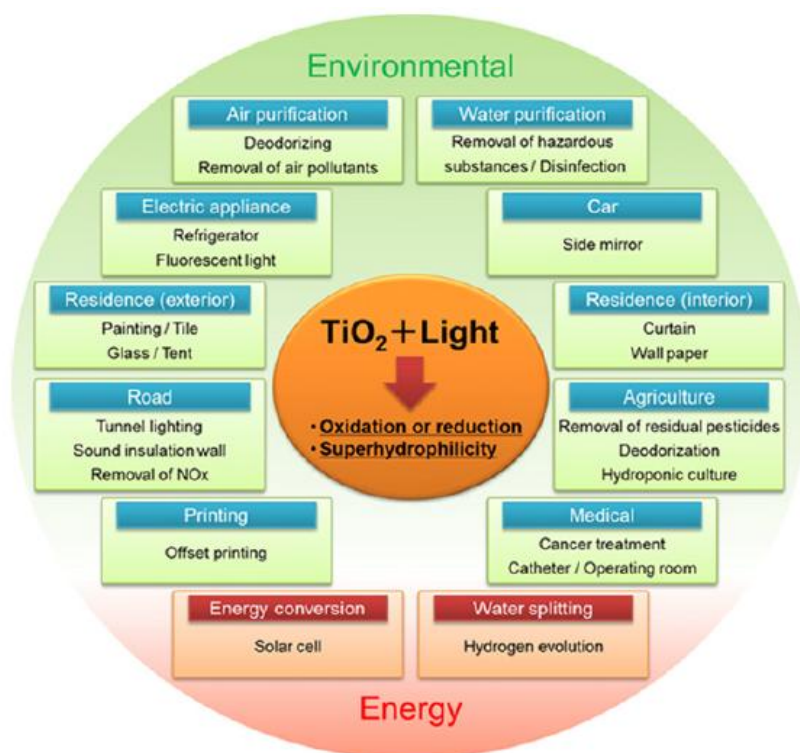 Environmental
Air purification
Deodorizing
Removal of air pollutants
Water purification
Removal of hazardous
substances / Disinfection
Electric appliance
Refrigerator
Fluorescent light
Car
Side mirror
Residence (exterior)
Painting / Tile
Glass / Tent
TiO₂+Light
• Oxidation or reduction
• Superhydrophilicity
Residence (interior)
Curtain
Wall paper
Road
Tunnel lighting
Sound insulation wall
Removal of NOx
Agriculture
Removal of residual pesticides
Deodorization
Hydroponic culture
Printing
Offset printing
Medical
Cancer treatment
Catheter / Operating room
Energy conversion
Solar cell
Water splitting
Hydrogen evolution
Energy